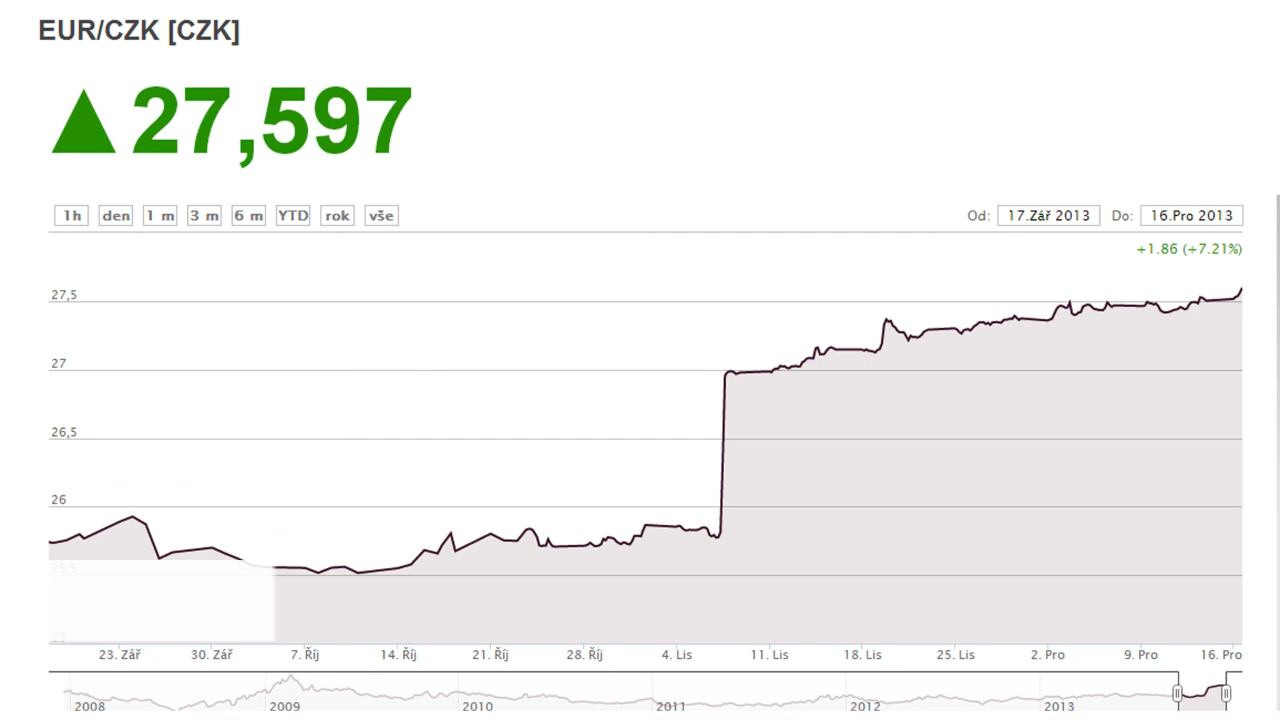 EUR/CZK [CZK]
▲27,597
1h den 1 m 3 m 6 m YTD rok vše Od: 17.Zář 2013 Do: 16.Pro 2013
+1.86 (+7.21%)
27,5
27
26,5
26
25,5
25
23. Zář 30. Zář 7. Říj 14. Říj 21. Říj 28. Říj 4. Lis 11. Lis 18. Lis 25. Lis 2. Pro 9. Pro 16. Pro
2008 2009 2010 2011 2012 2013